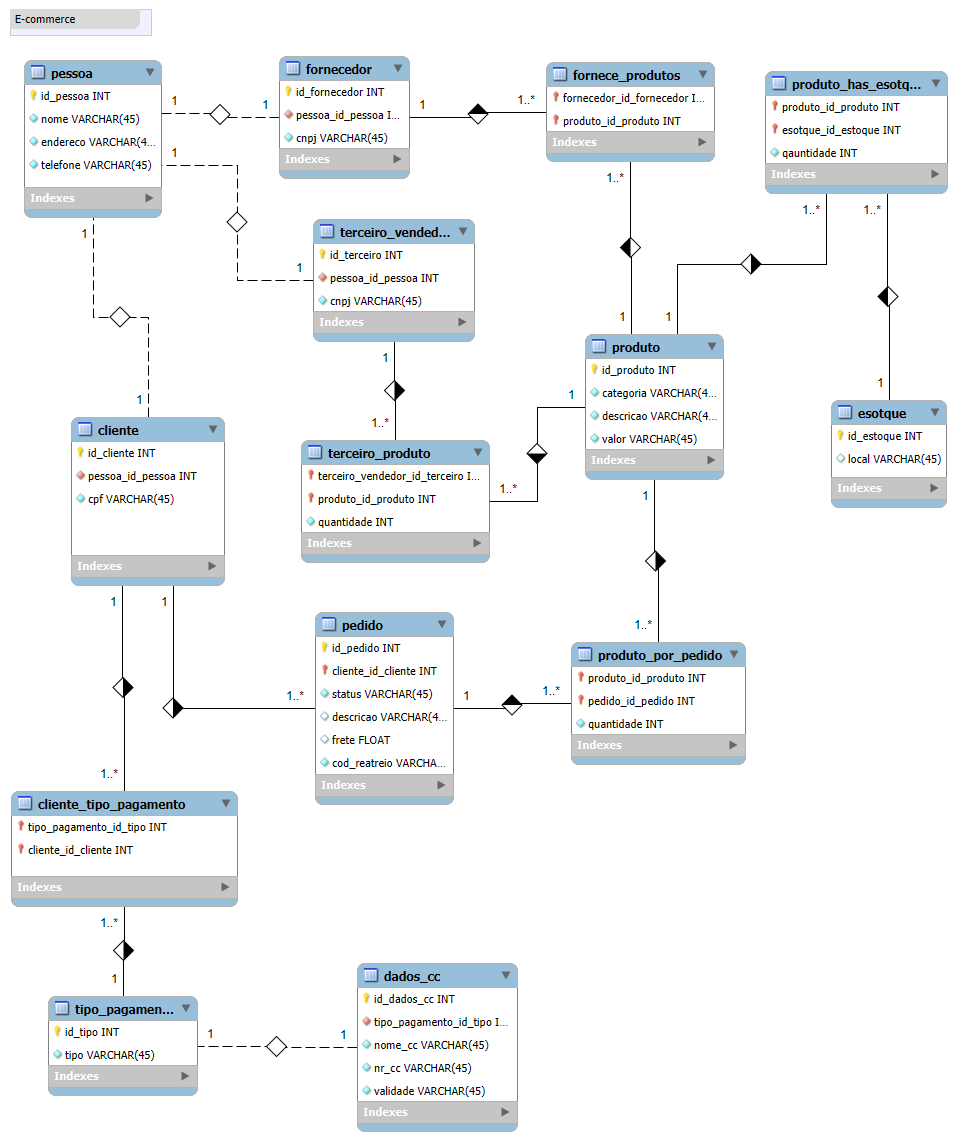 E-commerce
pessoa
id_pessoa INT
nome VARCHAR(45)
endereco VARCHAR(4...
telefone VARCHAR(45)
Indexes
1
1
fornecedor
id_fornecedor INT
pessoa_id_pessoa I...
cnpj VARCHAR(45)
Indexes
1
1..*
fornece_produtos
fornecedor_id_fornecedor I...
produto_id_produto INT
Indexes
produto_has_esotq...
produto_id_produto INT
esotque_id_estoque INT
qauntidade INT
Indexes
1
1
1
1
1..*
1
1..*
1
1..*
1
terceiro_vended...
id_terceiro INT
pessoa_id_pessoa INT
cnpj VARCHAR(45)
Indexes
1
1..*
produto
id_produto INT
categoria VARCHAR(4...
descricao VARCHAR(4...
valor VARCHAR(45)
Indexes
esotque
id_estoque INT
local VARCHAR(45)
Indexes
cliente
id_cliente INT
pessoa_id_pessoa INT
cpf VARCHAR(45)
Indexes
terceiro_produto
terceiro_vendedor_id_terceiro I...
produto_id_produto INT
quantidade INT
Indexes
1
1..*
1
1..*
1
1..*
1
1..*
pedido
id_pedido INT
cliente_id_cliente INT
status VARCHAR(45)
descricao VARCHAR(4...
frete FLOAT
cod_reatreio VARCHA...
Indexes
1
1..*
produto_por_pedido
produto_id_produto INT
pedido_id_pedido INT
quantidade INT
Indexes
cliente_tipo_pagamento
tipo_pagamento_id_tipo INT
cliente_id_cliente INT
Indexes
1..*
1
tipo_pagamen...
id_tipo INT
tipo VARCHAR(45)
Indexes
1
1
dados_cc
id_dados_cc INT
tipo_pagamento_id_tipo I...
nome_cc VARCHAR(45)
nr_cc VARCHAR(45)
validade VARCHAR(45)
Indexes